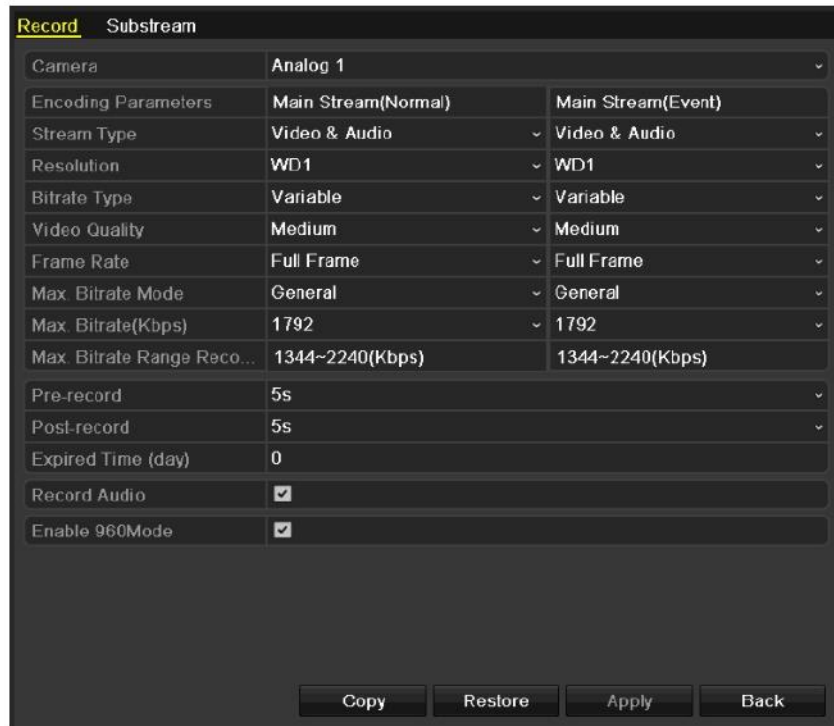 Record Substream
Camera Analog 1
Encoding Parameters Main Stream(Normal) Main Stream(Event)
Stream Type Video & Audio Video & Audio
Resolution WD1 WD1
Bitrate Type Variable Variable
Video Quality Medium Medium
Frame Rate Full Frame Full Frame
Max. Bitrate Mode General General
Max. Bitrate(Kbps) 1792 1792
Max. Bitrate Range Reco... 1344~2240(Kbps) 1344~2240(Kbps)
Pre-record 5s
Post-record 5s
Expired Time (day) 0
Record Audio
Enable 960Mode
Copy Restore Apply Back